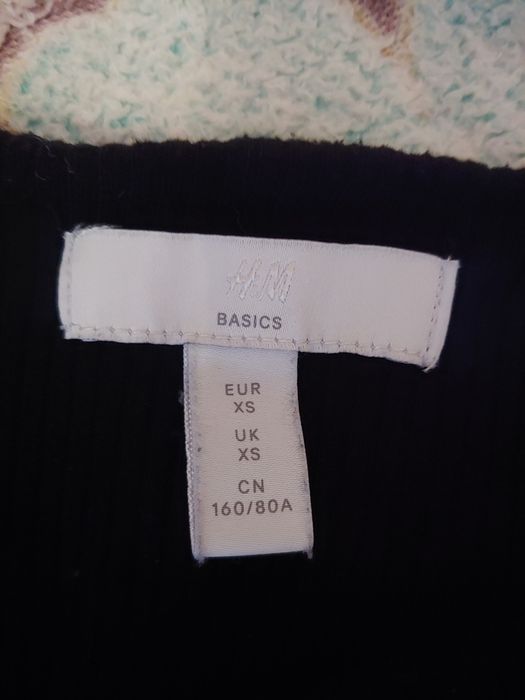 H&M
BASICS
EUR
XS
UK
XS
CN
160/80A